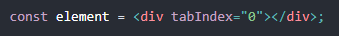 const element = <div tabIndex="0"></div>;